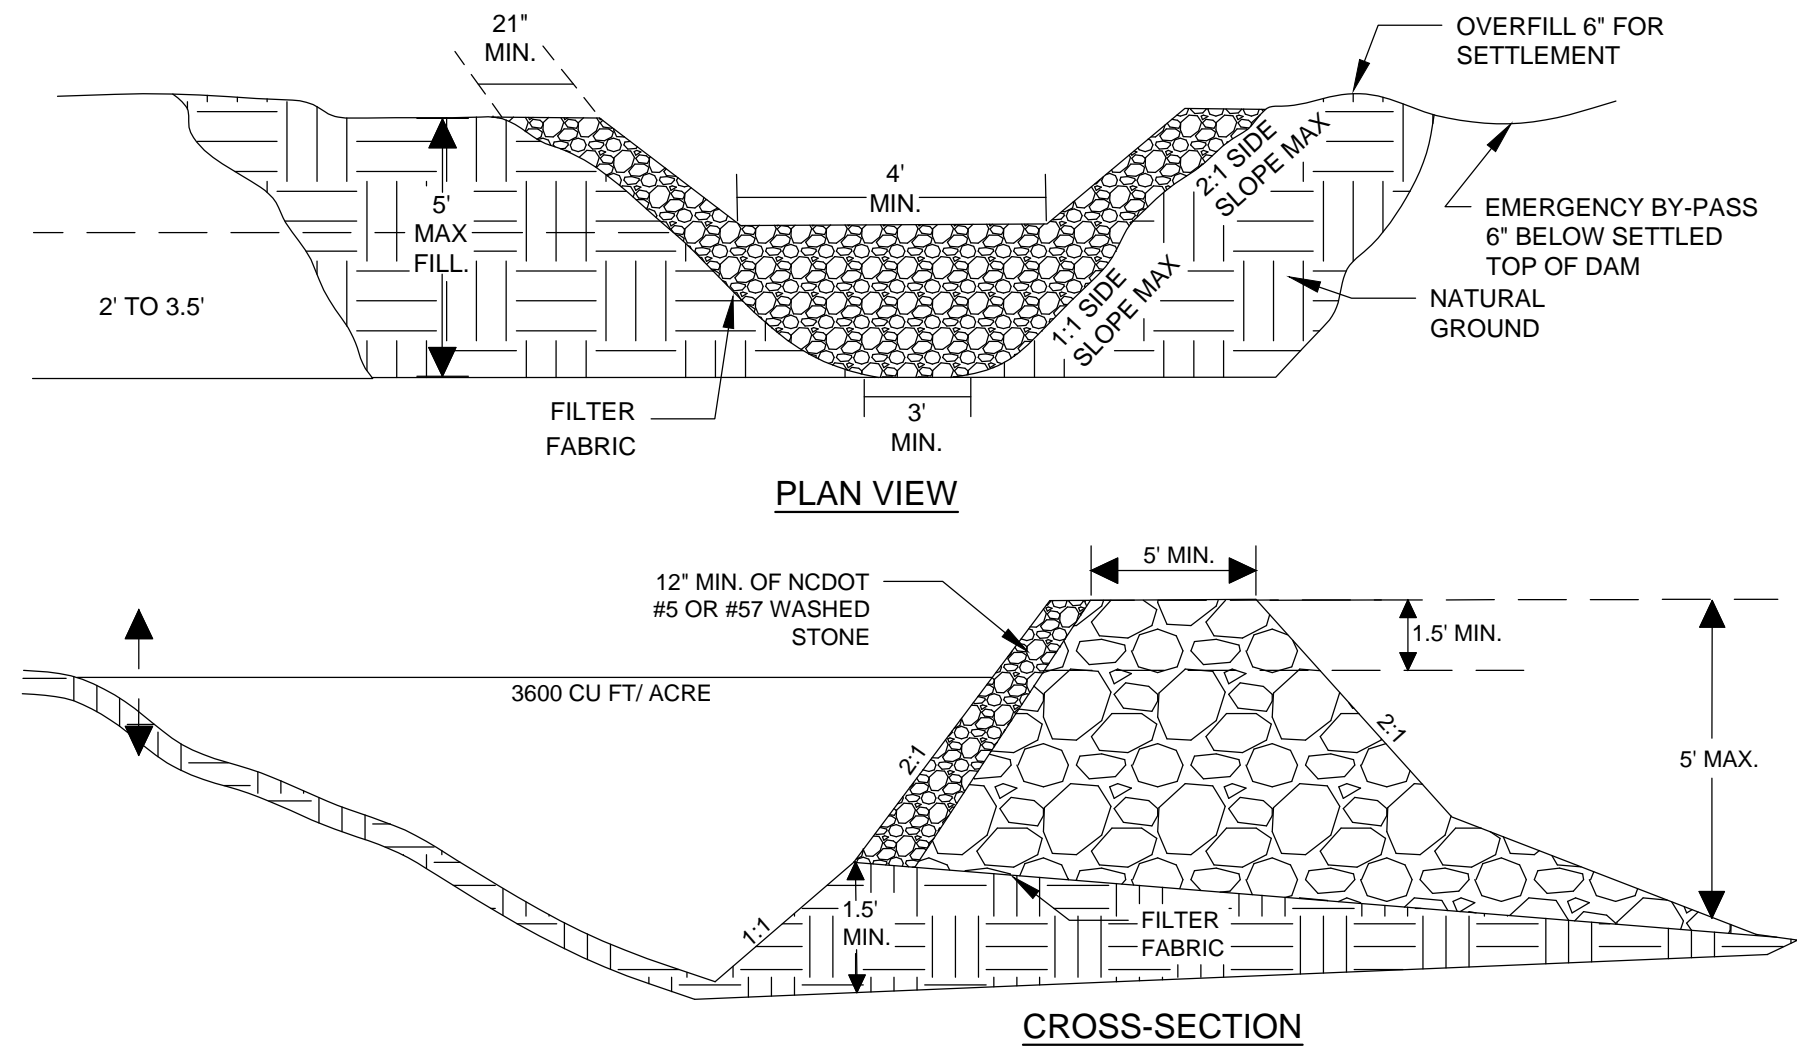 21"
MIN.
OVERFILL 6" FOR
SETTLEMENT
2:1 SIDE
SLOPE MAX
4'
MIN.
5'
MAX
FILL.
EMERGENCY BY-PASS
6" BELOW SETTLED
TOP OF DAM
2' TO 3.5'
1:1 SIDE
SLOPE MAX
NATURAL
GROUND
FILTER
FABRIC
3'
MIN.
PLAN VIEW
12" MIN. OF NCDOT
#5 OR #57 WASHED
STONE
5' MIN.
1.5' MIN.
3600 CU FT/ ACRE
2:1
2:1
5' MAX.
1:1
1.5'
MIN.
FILTER
FABRIC
CROSS-SECTION